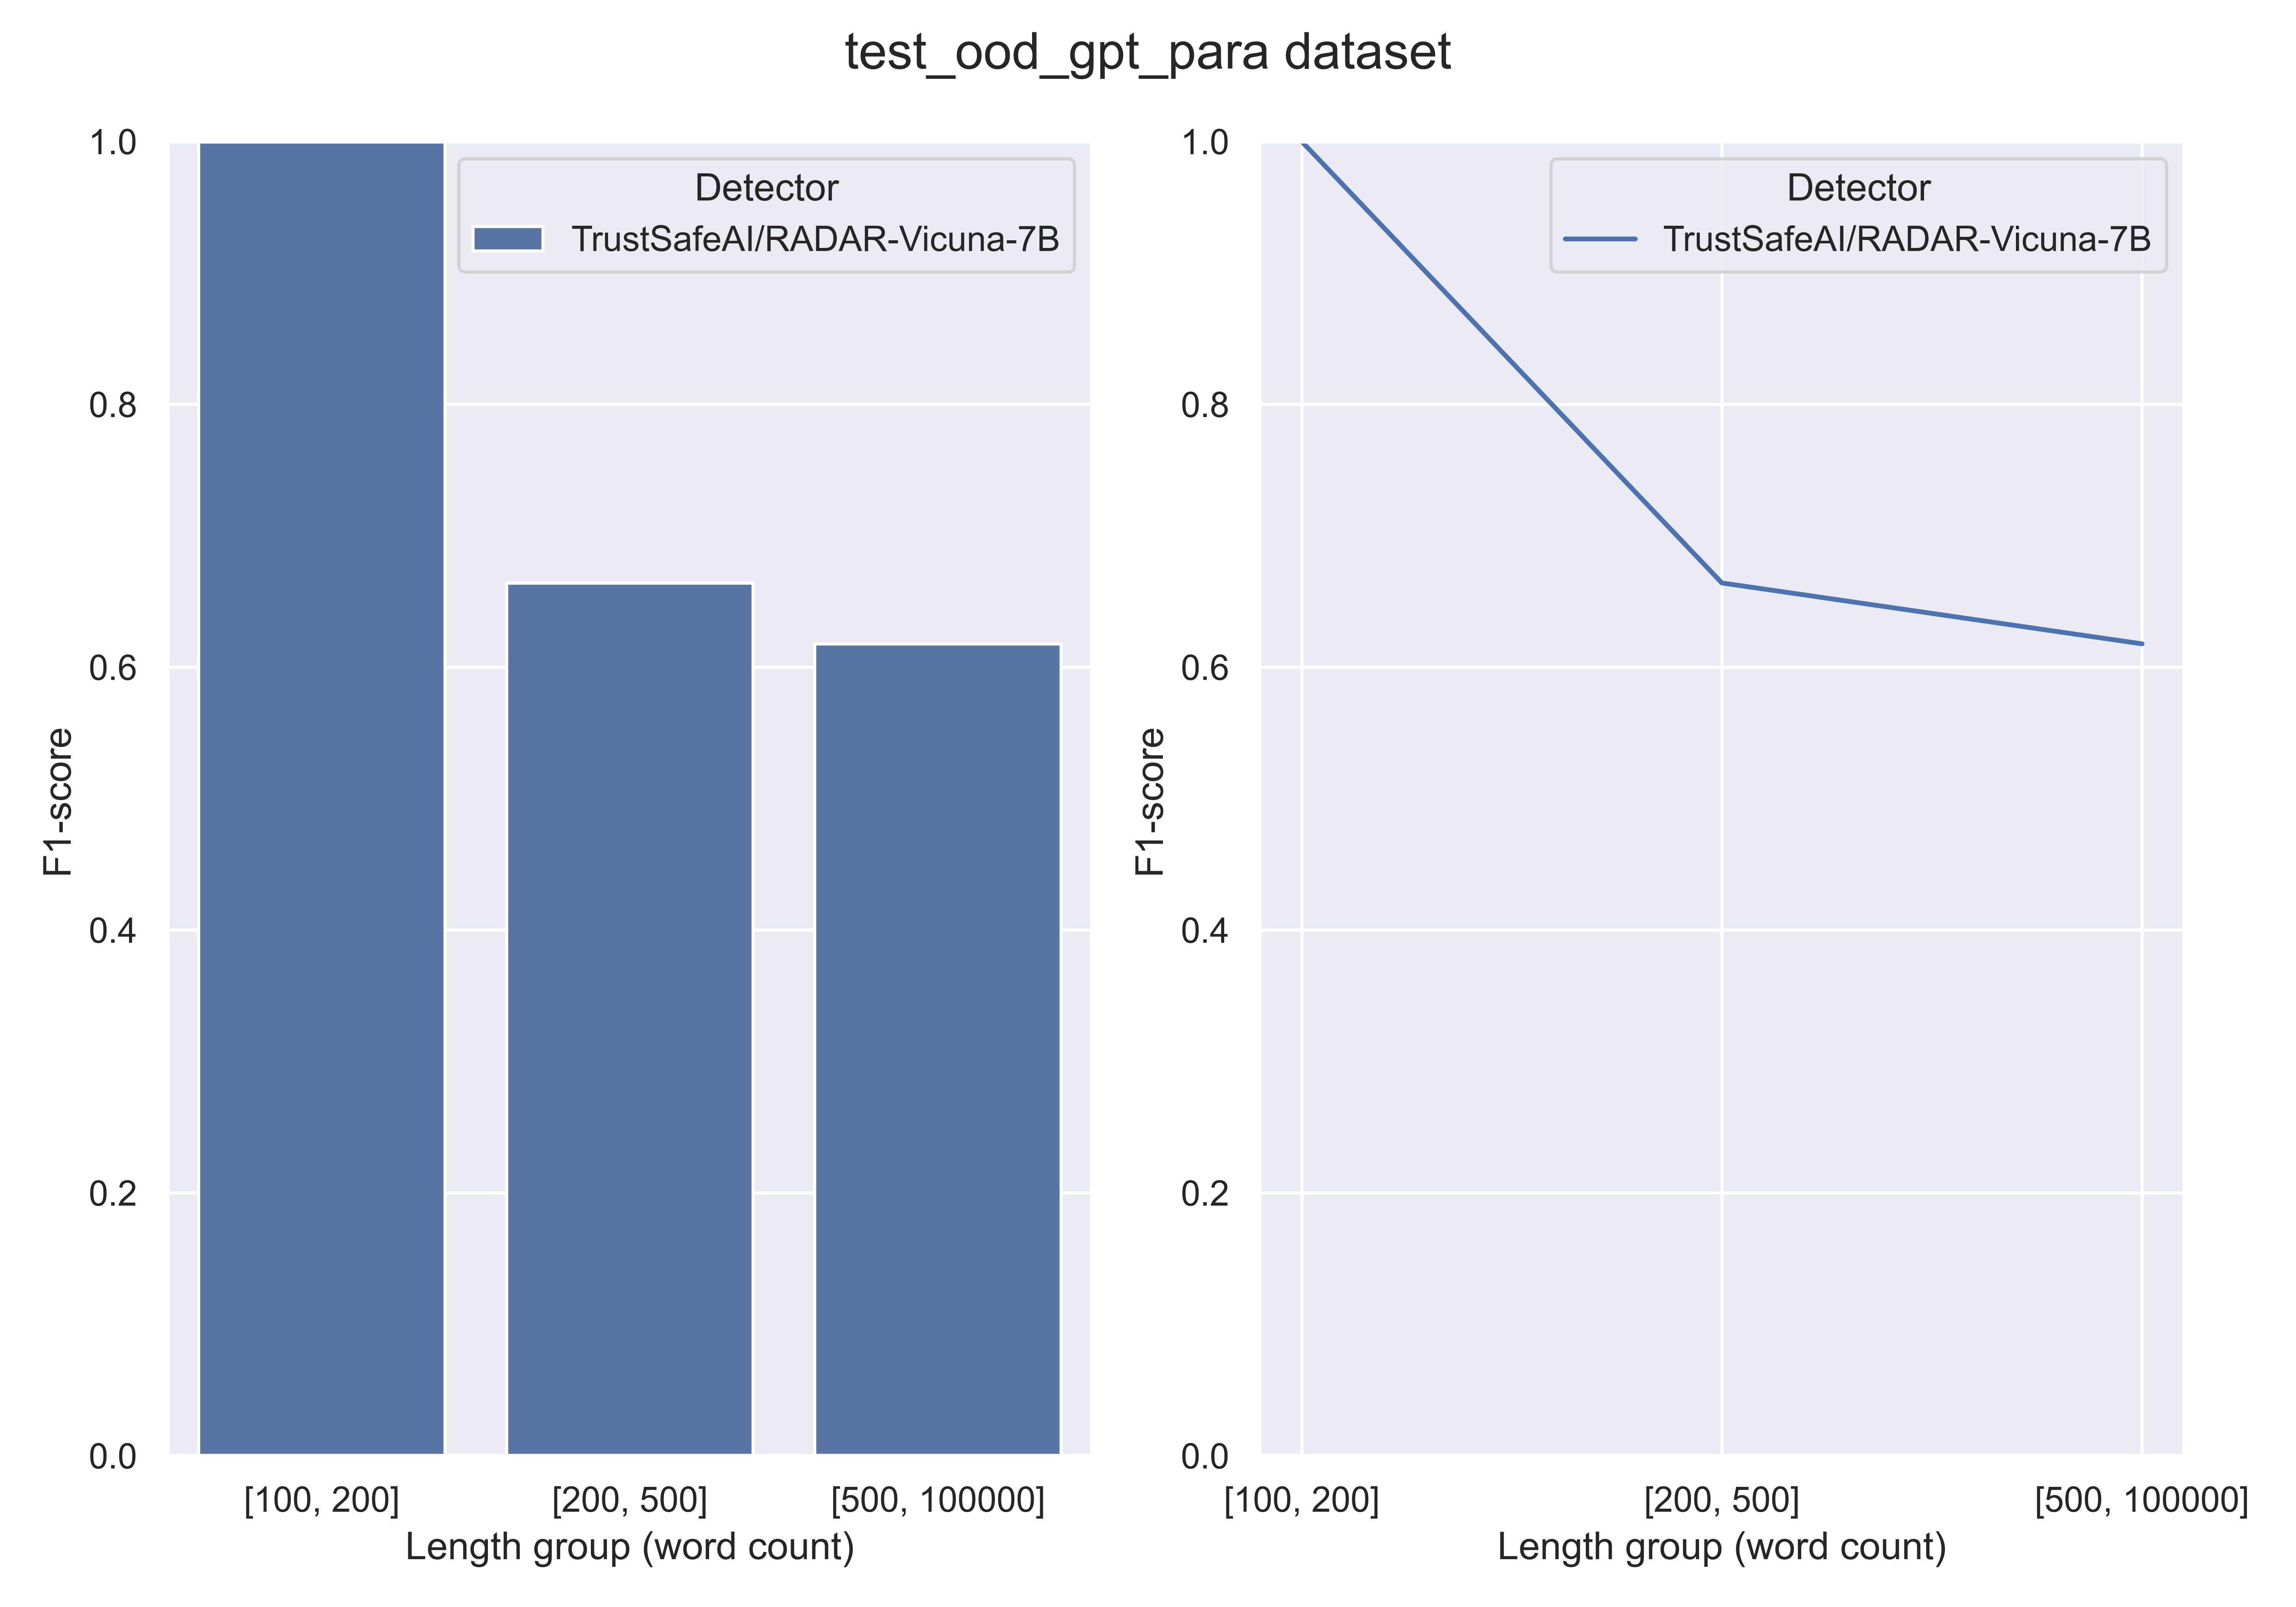 test_ood_gpt_para dataset
1.0
0.8
0.6
0.4
0.2
0.0
F1-score
Detector
TrustSafeAI/RADAR-Vicuna-7B
[100, 200]
[200, 500]
[500, 100000]
Length group (word count)
1.0
0.8
0.6
0.4
0.2
0.0
F1-score
Detector
TrustSafeAI/RADAR-Vicuna-7B
[100, 200]
[200, 500]
[500, 100000]
Length group (word count)